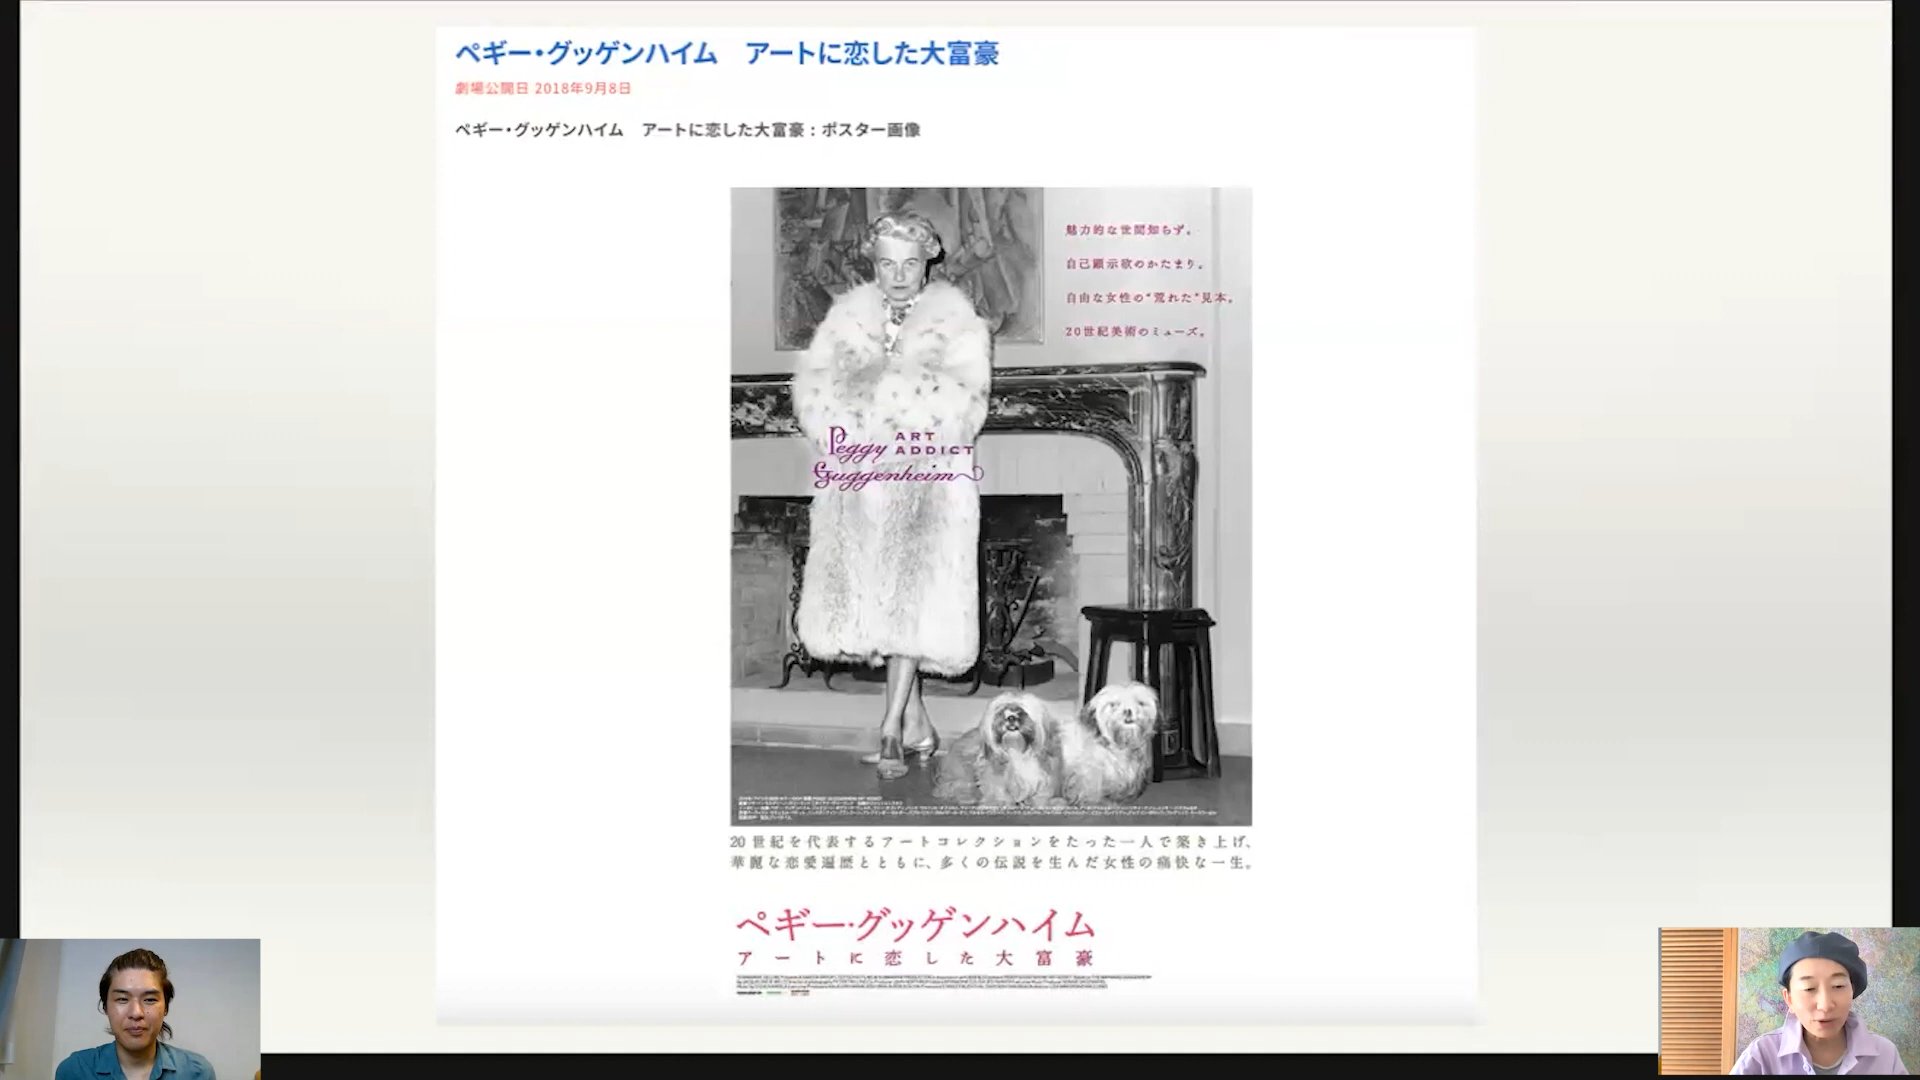 ペギー・グッゲンハイム　アートに恋した大富豪
劇場公開日 2018年9月8日
ペギー・グッゲンハイム　アートに恋した大富豪：ポスター画像
魅力的な世間知らず。
自己顕示欲のかたまり。
自由な女性の“荒れた”見本。
20世紀美術のミューズ。
Peggy ART ADDICT
Guggenheim
20世紀を代表するアートコレクションをたった一人で築き上げ、
華麗な恋愛遍歴とともに、多くの伝説を生んだ女性の痛快な一生。
ペギー・グッゲンハイム
アートに恋した大富豪